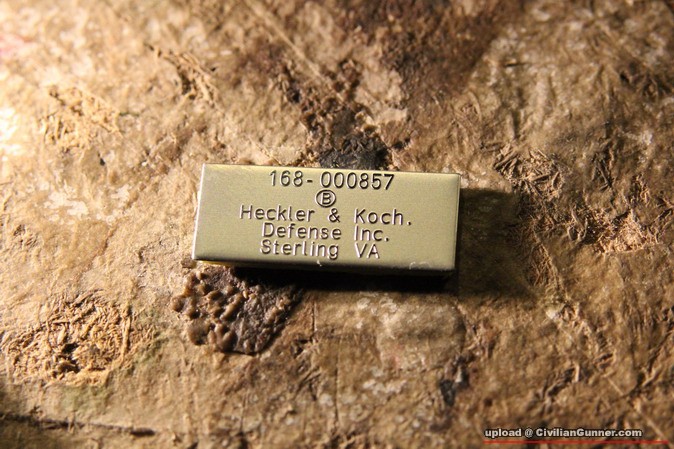 168-000857
Ⓑ
Heckler & Koch.
Defense Inc.
Sterling VA
upload @ CivilianGunner.com